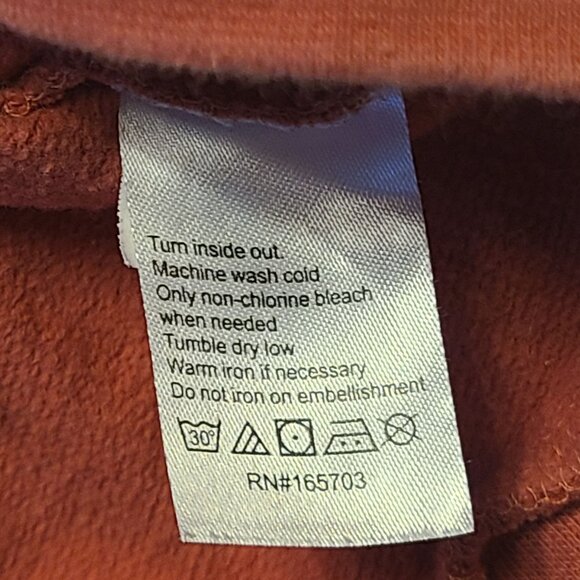 Turn inside out.
Machine wash cold
Only non-chlorine bleach
when needed
Tumble dry low
Warm iron if necessary
Do not iron on embellishment
30°
RN#165703